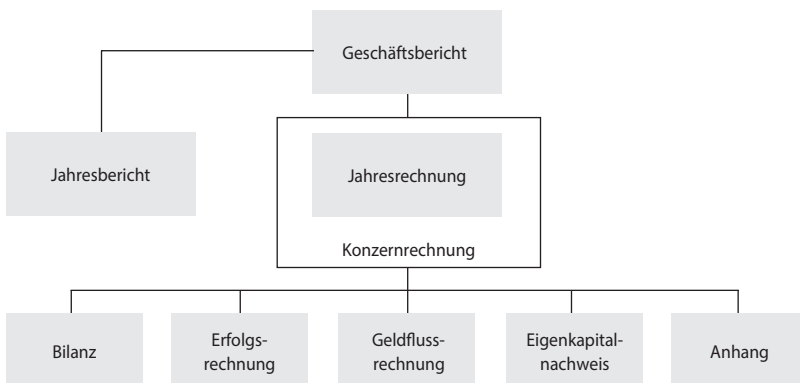 Geschäftsbericht
Jahresbericht
Jahresrechnung
Konzernrechnung
Bilanz
Erfolgs-
rechnung
Geldfluss-
rechnung
Eigenkapital-
nachweis
Anhang